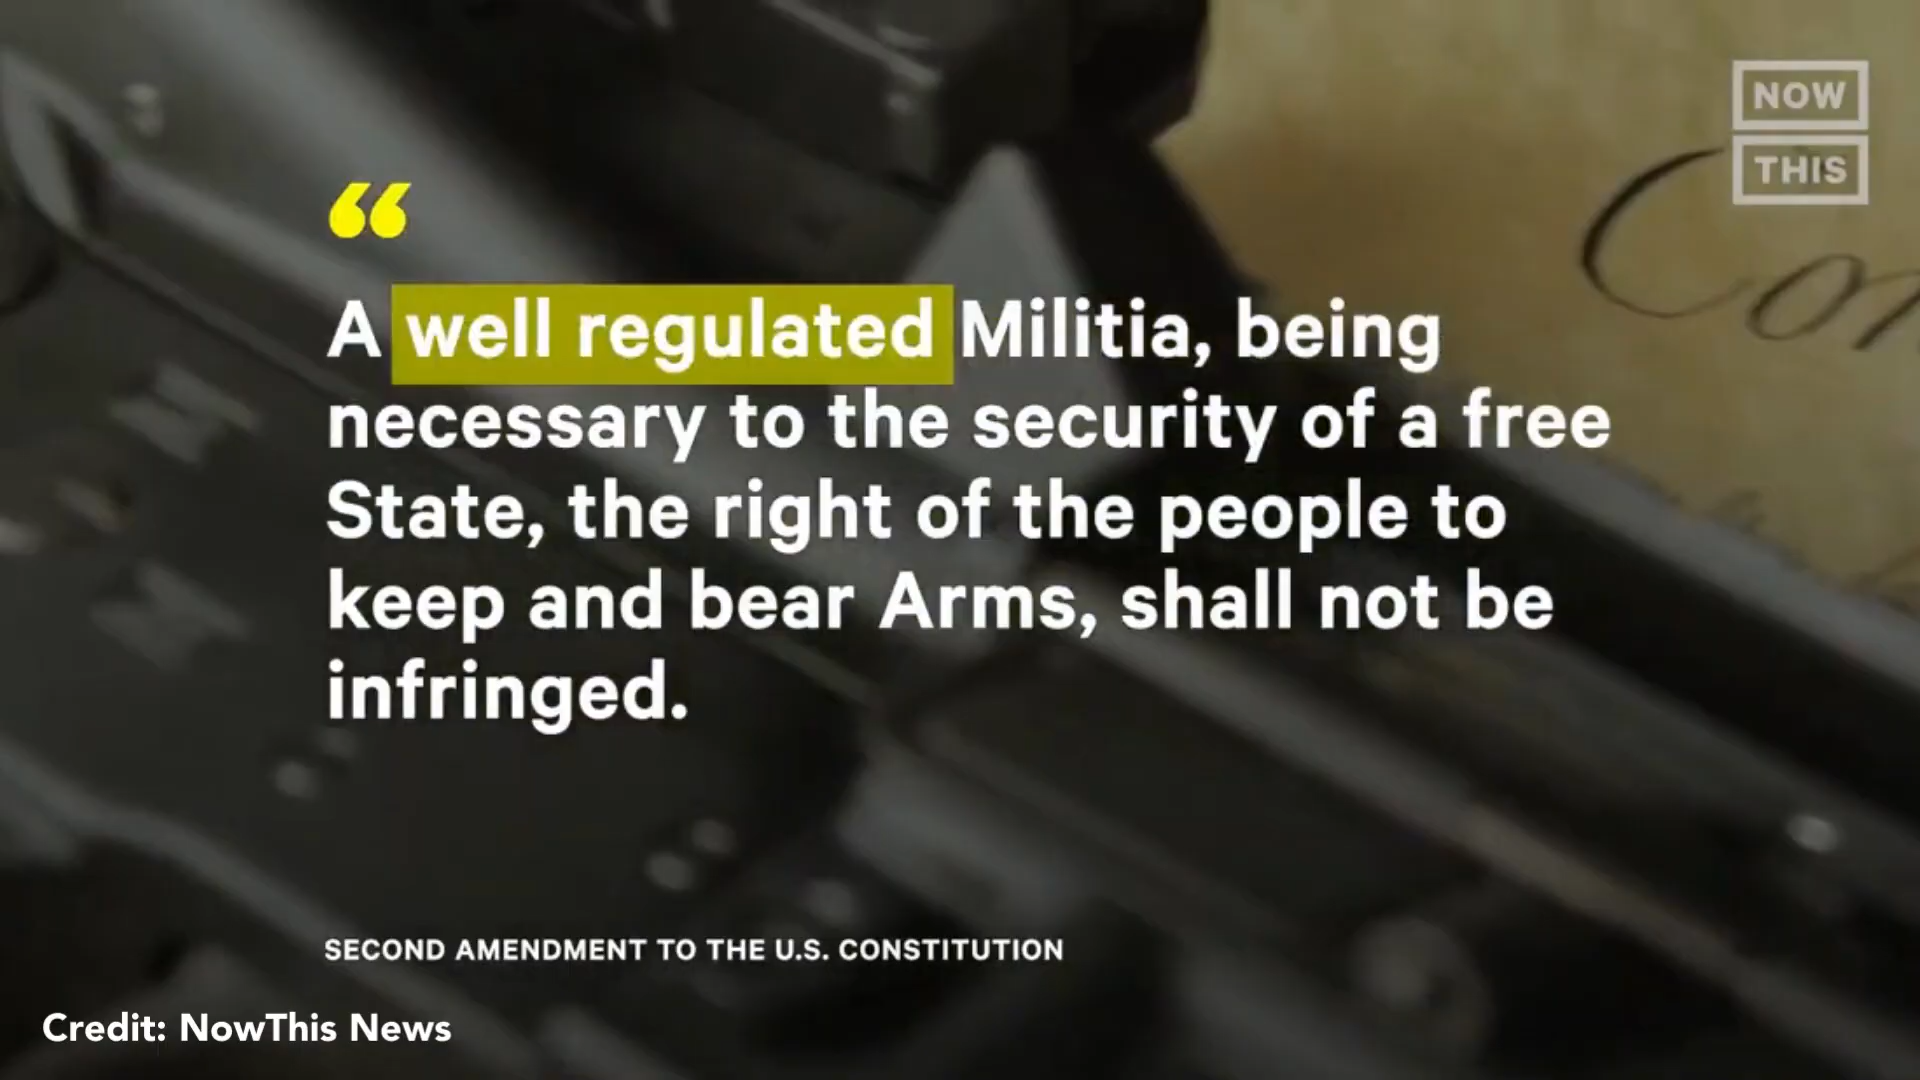 NOW
THIS
“
A well regulated Militia, being
necessary to the security of a free
State, the right of the people to
keep and bear Arms, shall not be
infringed.
SECOND AMENDMENT TO THE U.S. CONSTITUTION
Credit: NowThis News